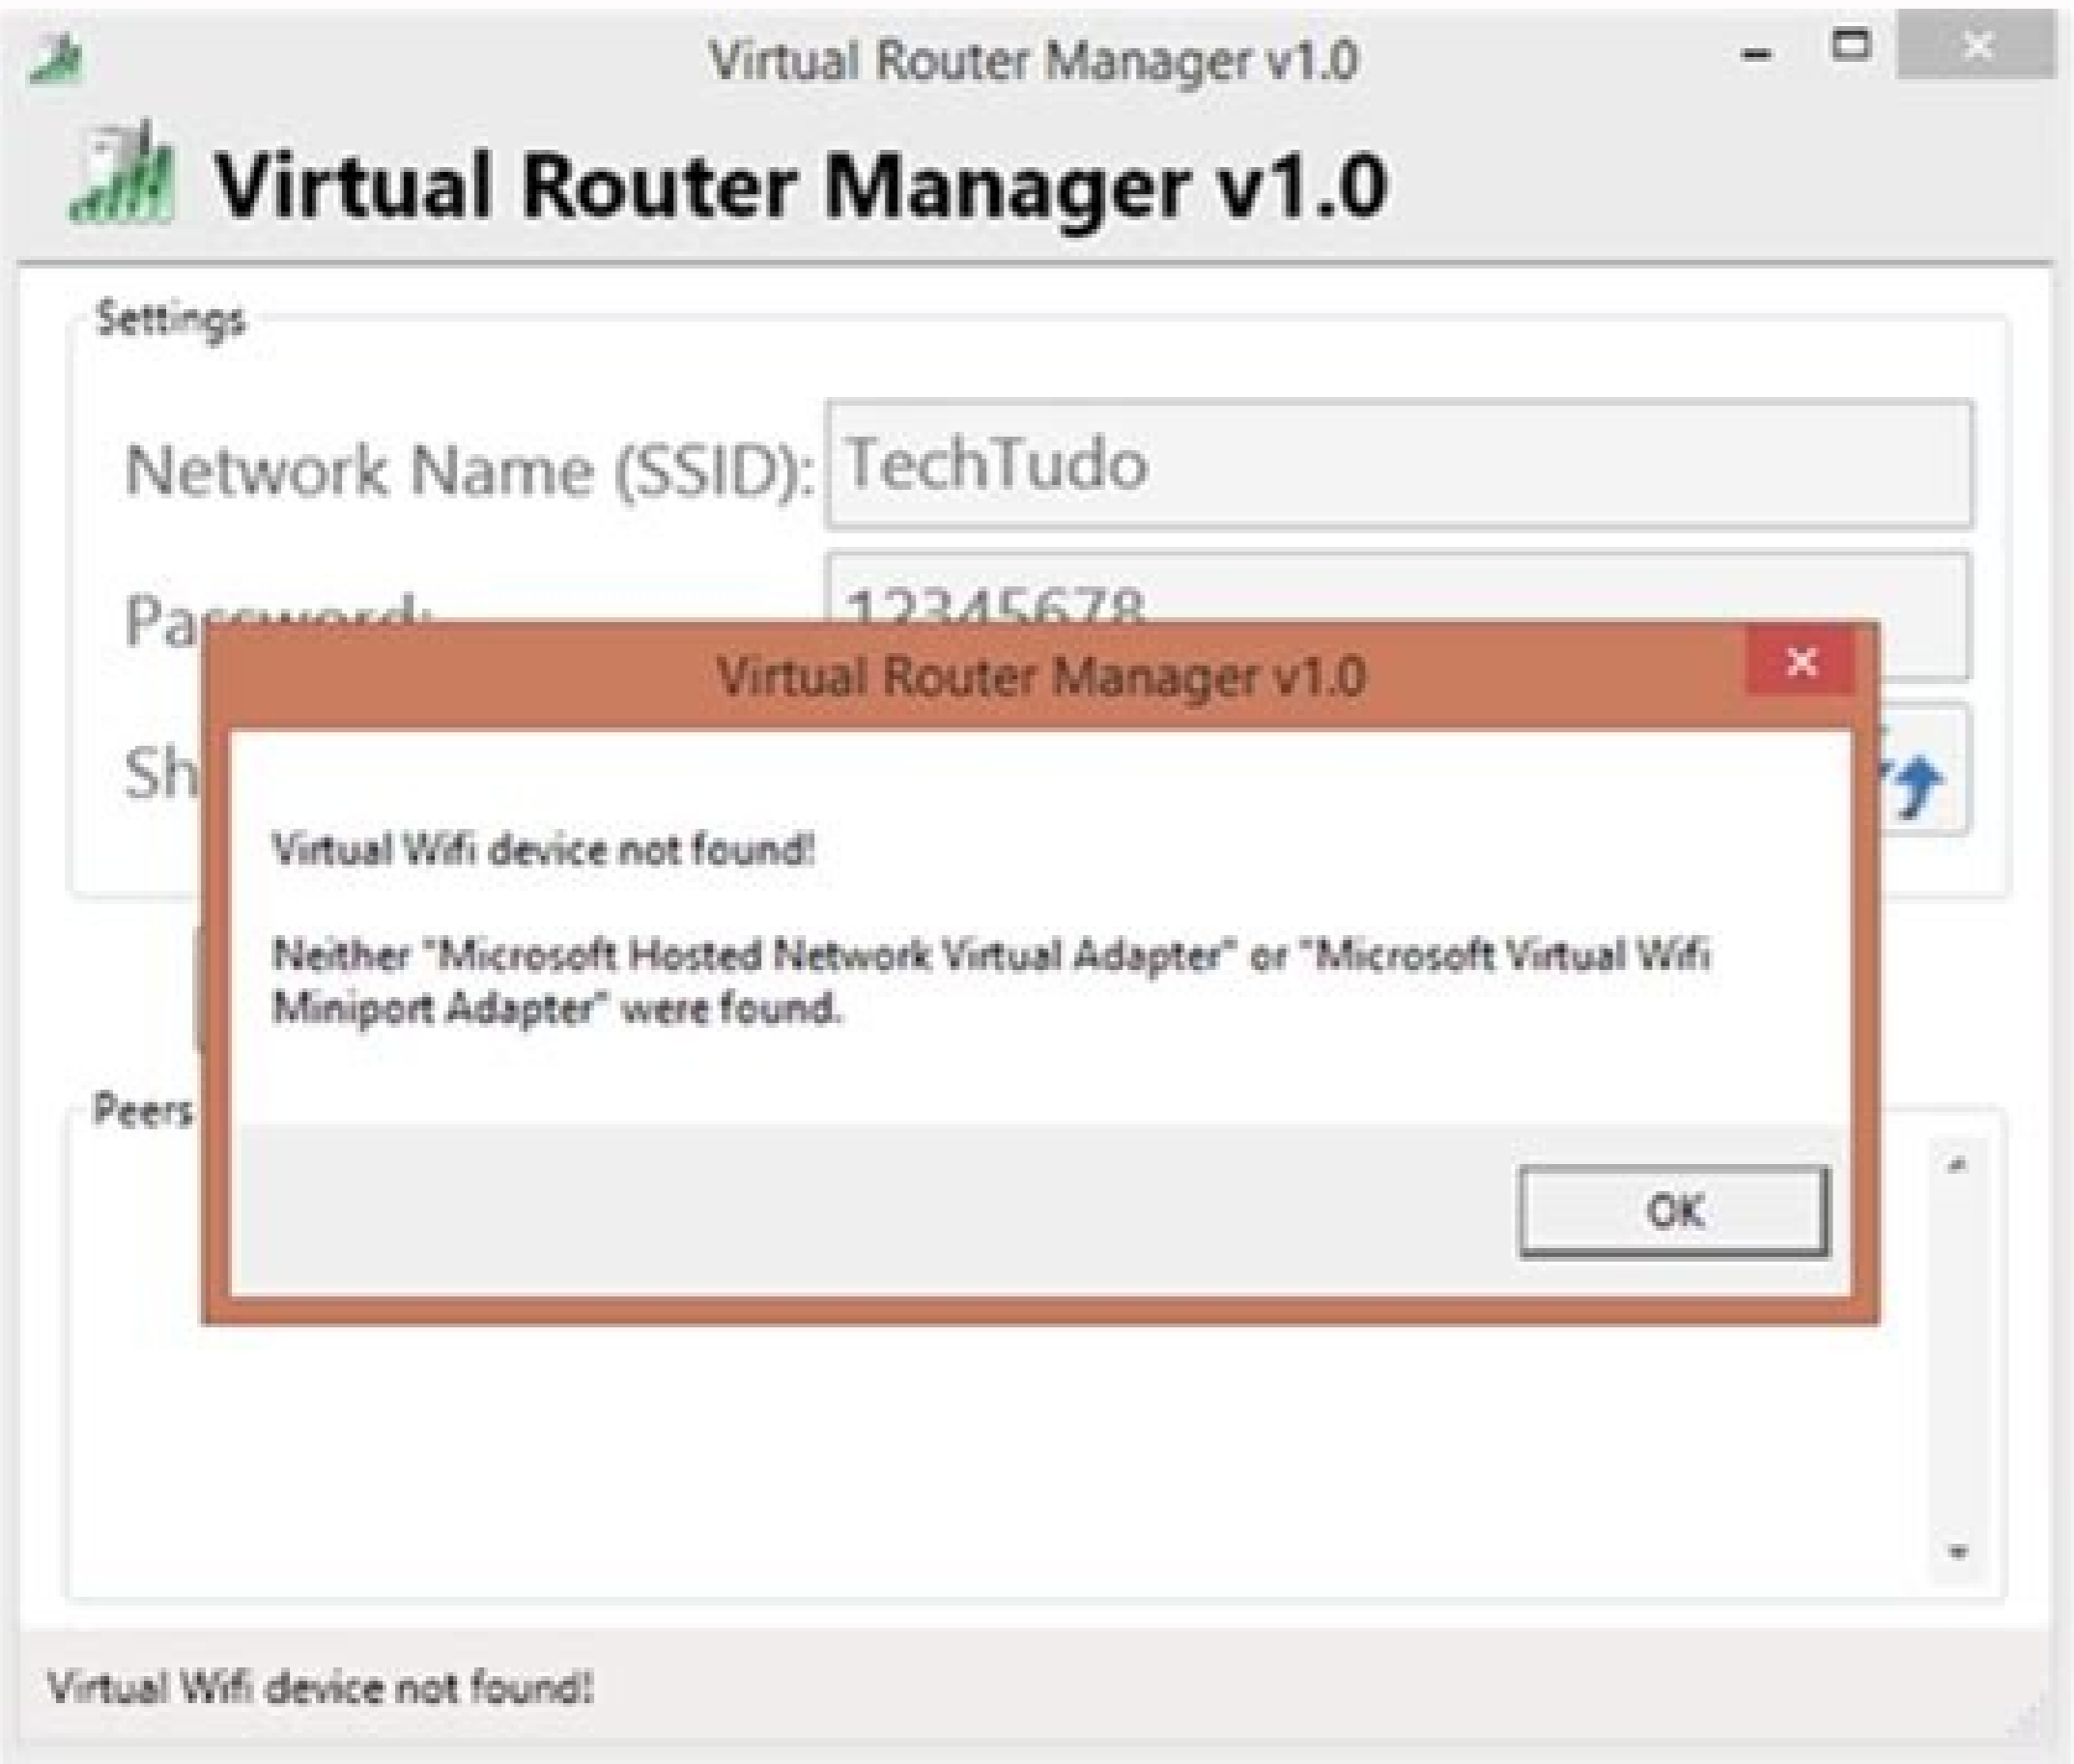 Virtual Router Manager v1.0
Virtual Router Manager v1.0
Settings
Network Name (SSID): TechTudo
Password: 12345678
Sh
Virtual Router Manager v1.0
Virtual Wifi device not found!
Neither "Microsoft Hosted Network Virtual Adapter" or "Microsoft Virtual Wifi
Miniport Adapter" were found.
Peers
OK
Virtual Wifi device not found!